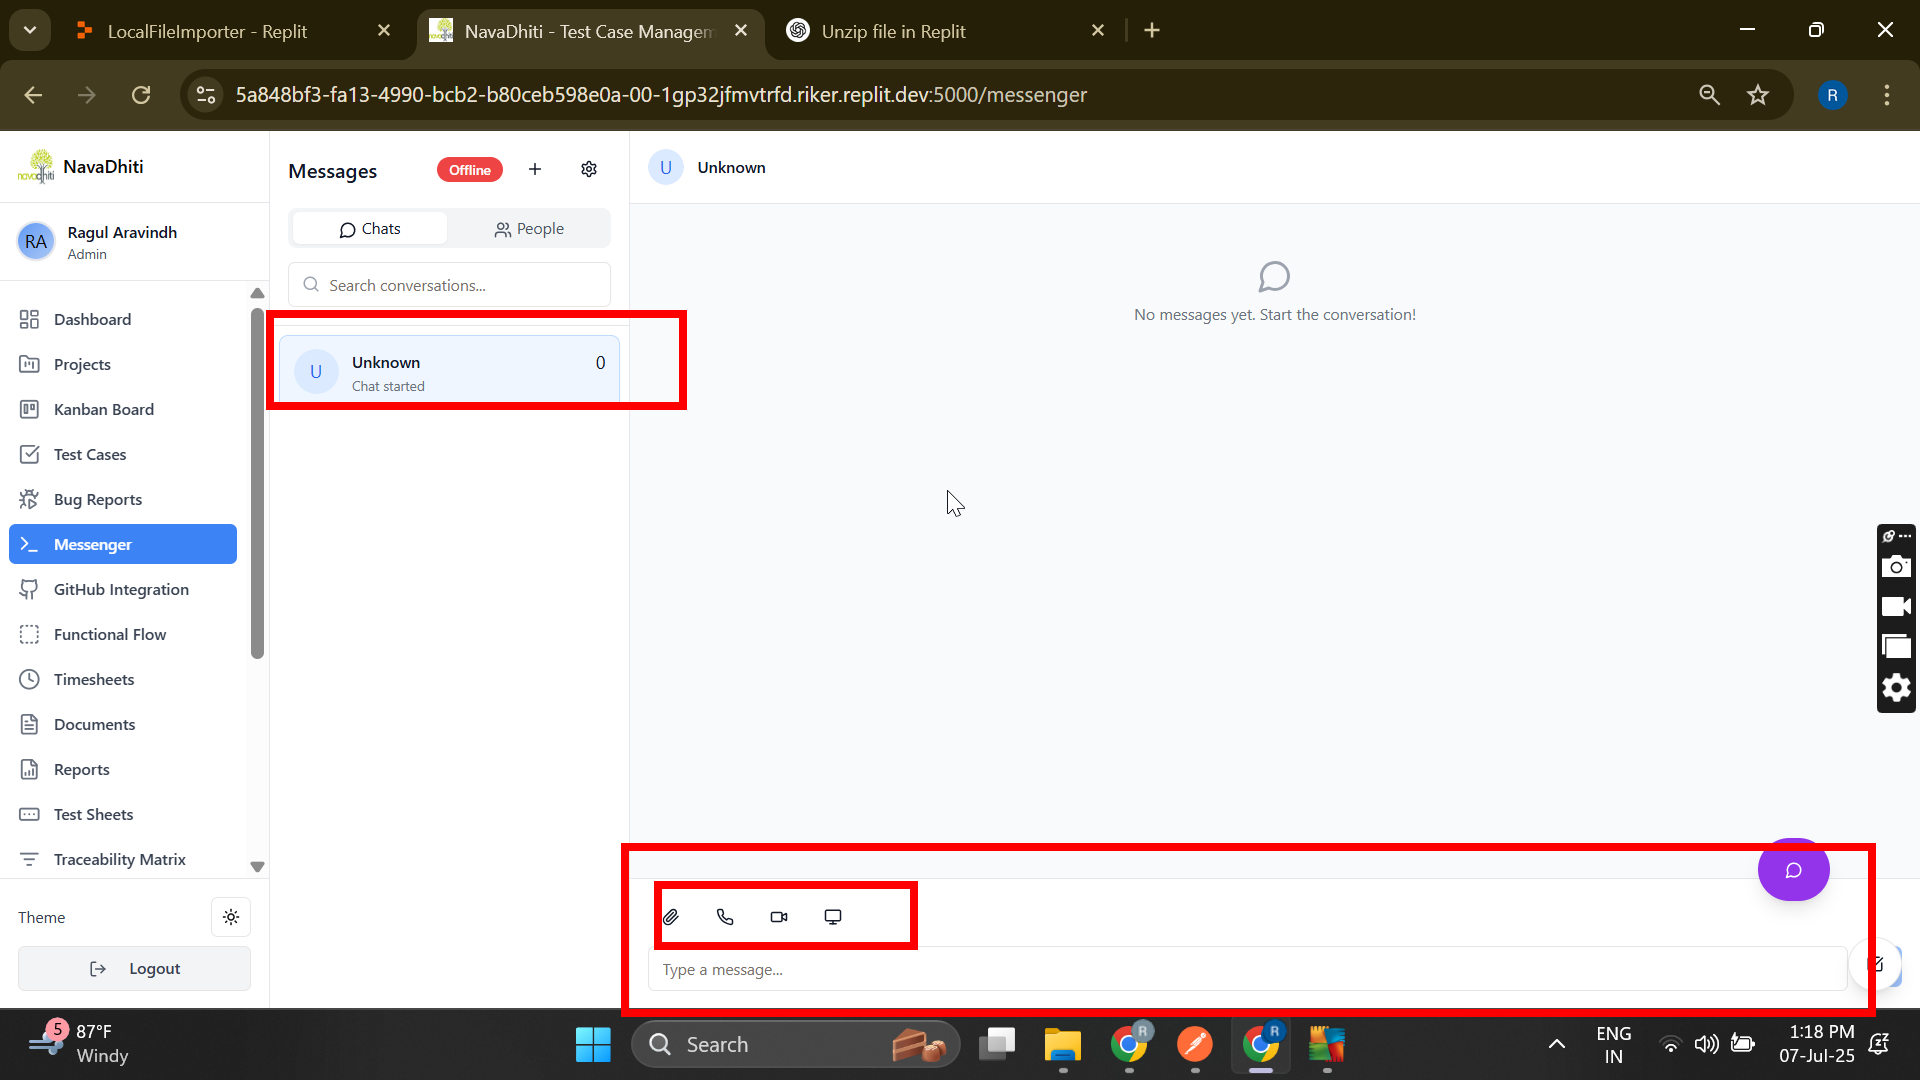 LocalFileImporter - Replit
NavaDhiti - Test Case Managem
Unzip file in Replit
5a848bf3-fa13-4990-bcb2-b80ceb598e0a-00-1gp32jfmvtrfd.riker.replit.dev:5000/messenger
R
navadhiti
NavaDhiti
RA
Ragul Aravindh
Admin
Dashboard
Projects
Kanban Board
Test Cases
Bug Reports
Messenger
GitHub Integration
Functional Flow
Timesheets
Documents
Reports
Test Sheets
Traceability Matrix
Theme
Logout
Messages
Offline
Chats
People
Search conversations...
U
Unknown
0
Chat started
U
Unknown
No messages yet. Start the conversation!
Type a message...
5
87°F
Windy
Search
R
R
ENG
IN
1:18 PM
07-Jul-25